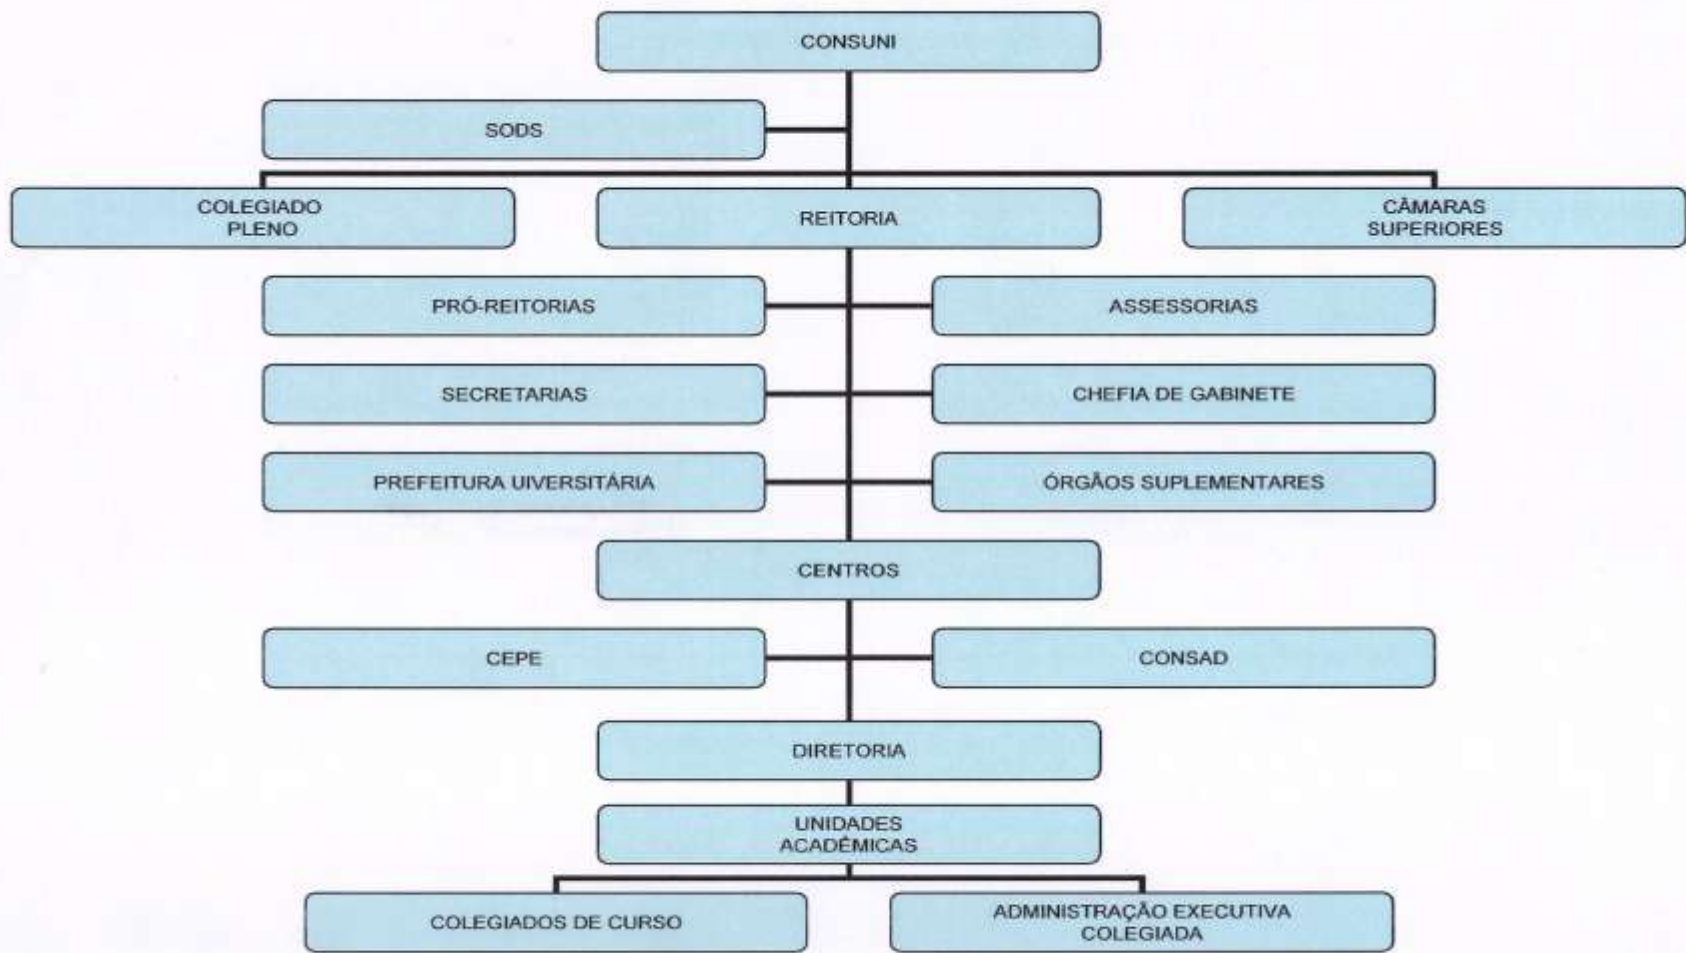 CONSUNI
SODS
COLEGIADO
PLENO
REITORIA
CÂMARAS
SUPERIORES
PRÓ-REITORIAS
ASSESSORIAS
SECRETARIAS
CHEFIA DE GABINETE
PREFEITURA UIVERSITÁRIA
ÓRGÃOS SUPLEMENTARES
CENTROS
CEPE
CONSAD
DIRETORIA
UNIDADES
ACADÊMICAS
COLEGIADOS DE CURSO
ADMINISTRAÇÃO EXECUTIVA
COLEGIADA